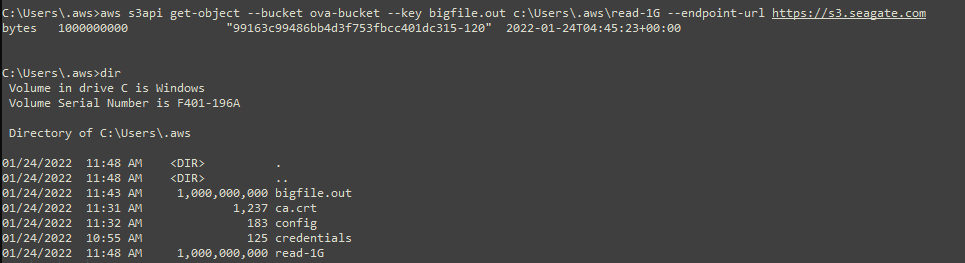 C:\Users\.aws>aws s3api get-object --bucket ova-bucket --key bigfile.out c:\Users\.aws\read-1G --endpoint-url https://s3.seagate.com
bytes   1000000000              "99163c99486bb4d3f753fbcc401dc315-120"  2022-01-24T04:45:23+00:00
C:\Users\.aws>dir
 Volume in drive C is Windows
 Volume Serial Number is F401-196A
 Directory of C:\Users\.aws
01/24/2022  11:48 AM    <DIR>          .
01/24/2022  11:48 AM    <DIR>          ..
01/24/2022  11:43 AM     1,000,000,000 bigfile.out
01/24/2022  11:31 AM             1,237 ca.crt
01/24/2022  11:32 AM               183 config
01/24/2022  10:55 AM               125 credentials
01/24/2022  11:48 AM     1,000,000,000 read-1G